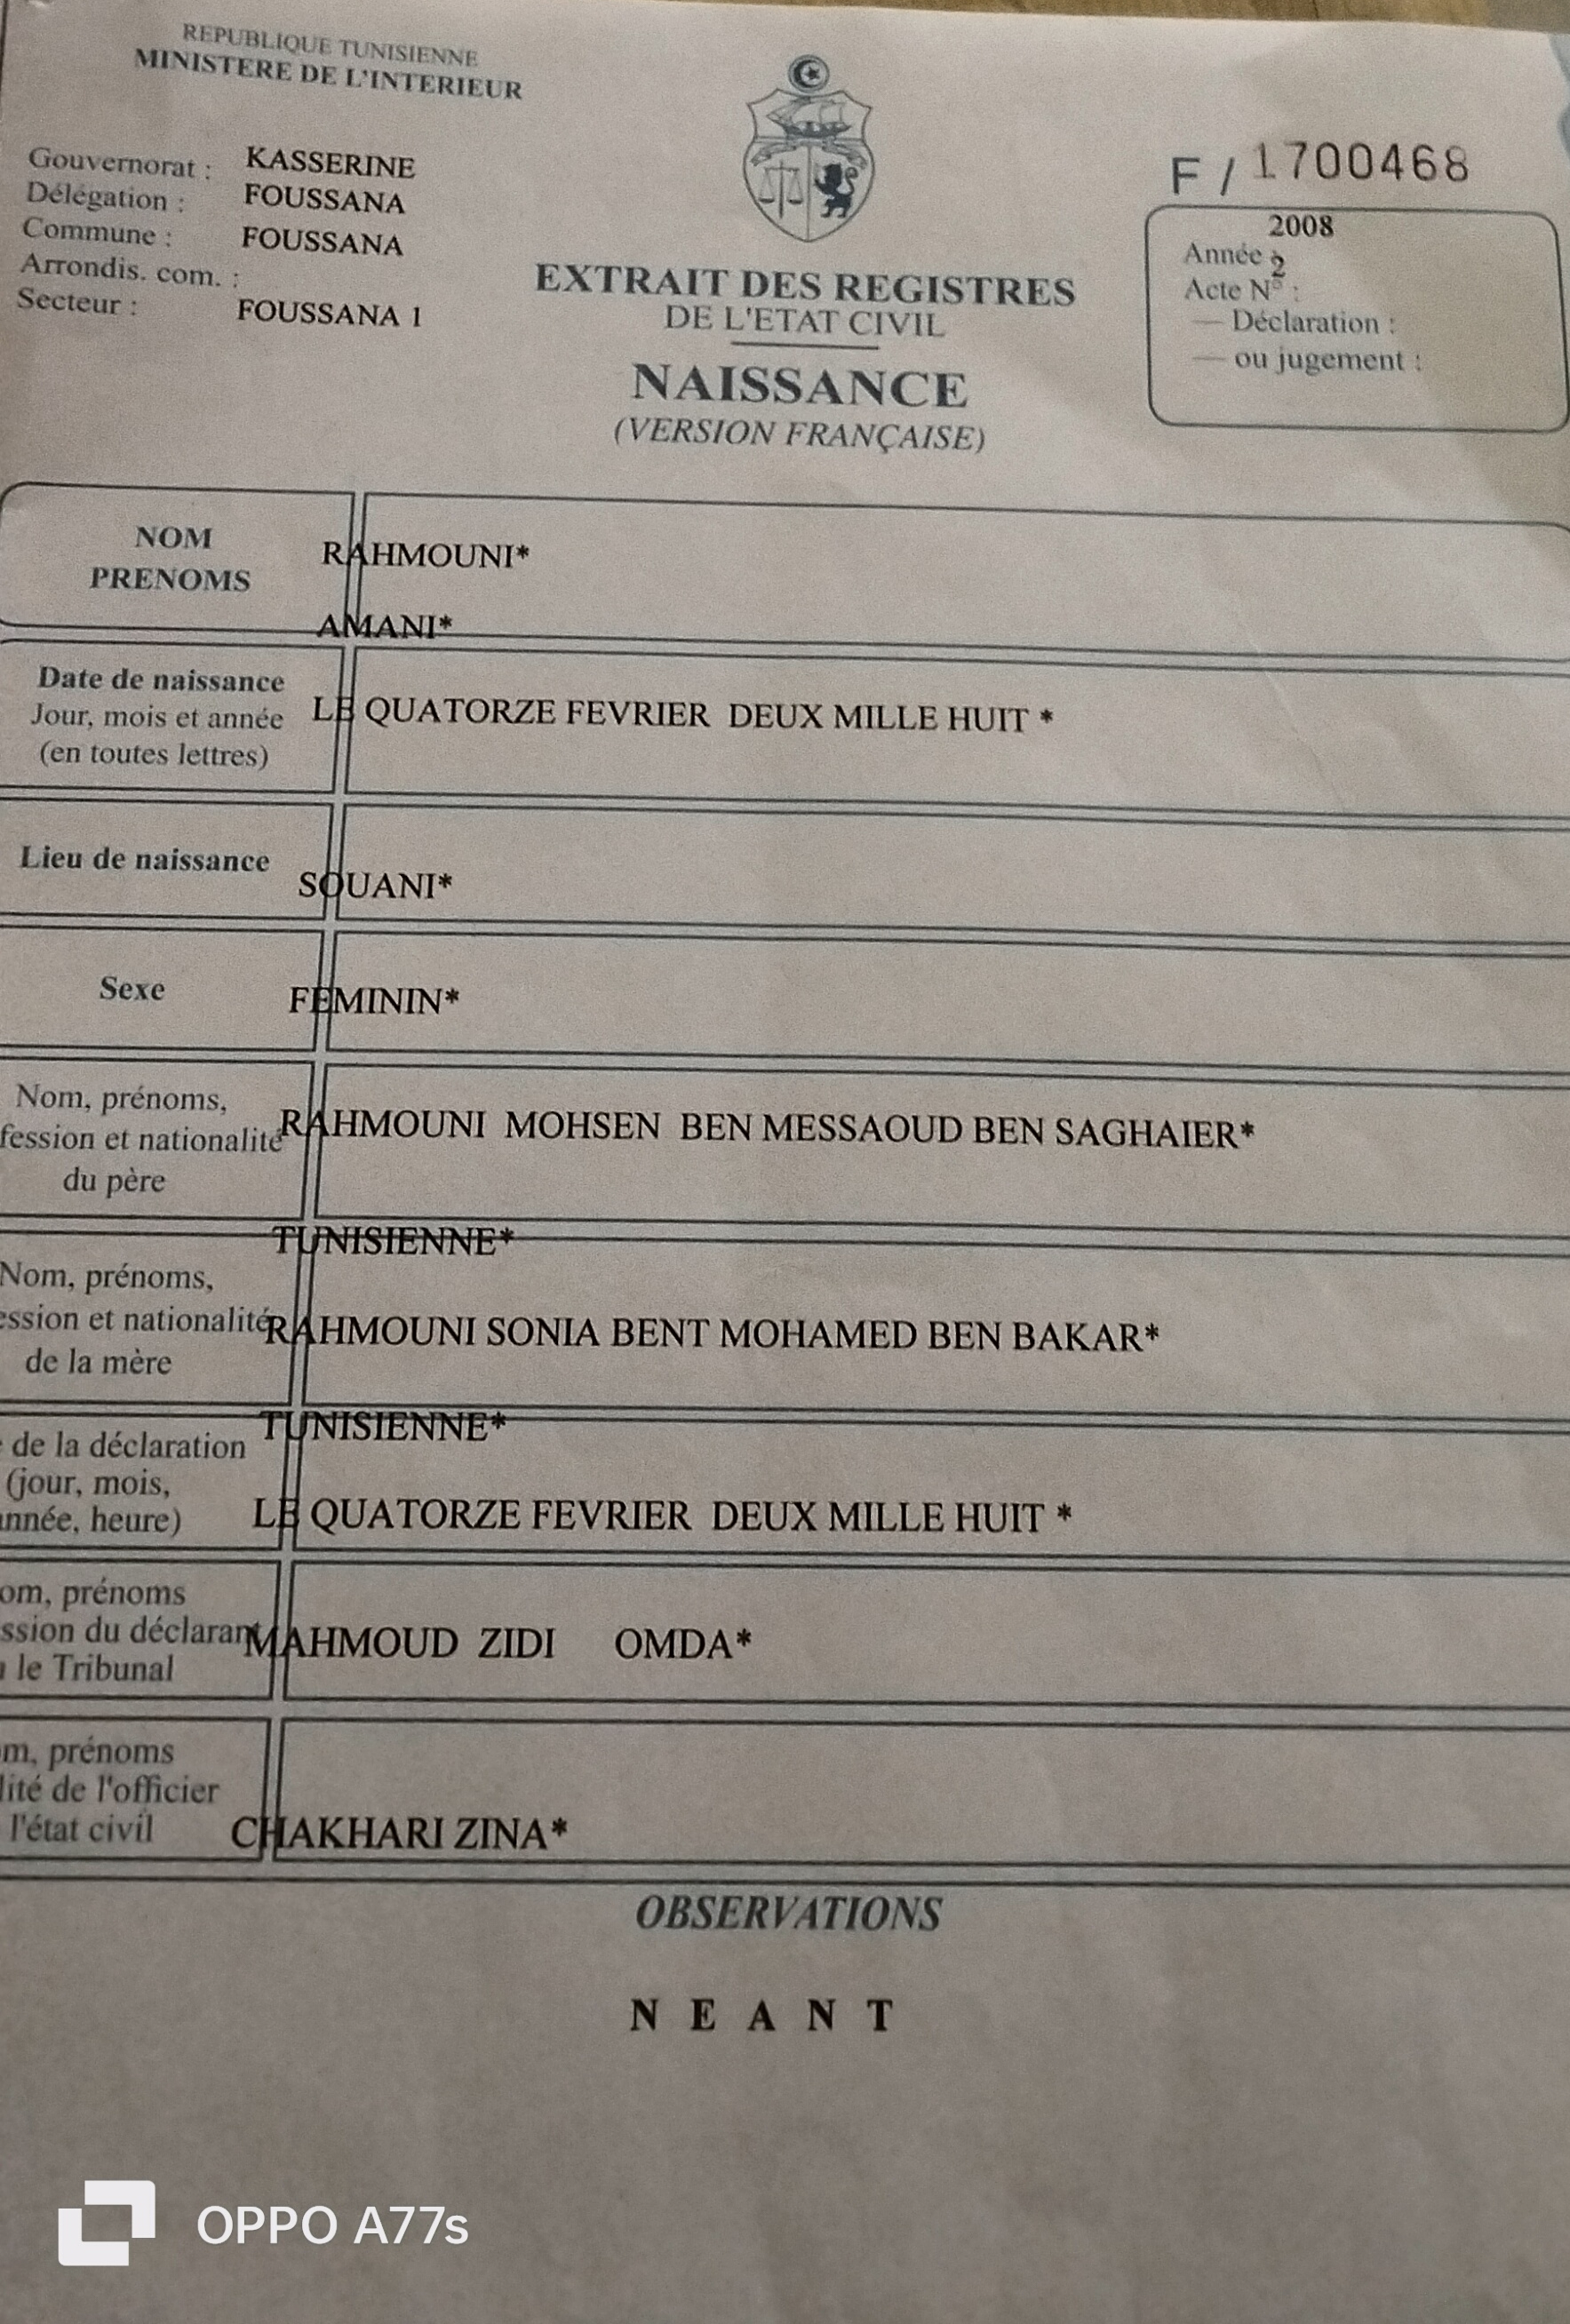 REPUBLIQUE TUNISIENNE
MINISTERE DE L'INTERIEUR
Gouvernorat : KASSERINE
Délégation : FOUSSANA
Commune : FOUSSANA
Arrondis. com. :
Secteur : FOUSSANA 1
F / 1700468
2008
Année :
2
Acte N° :
— Déclaration :
— ou jugement :
EXTRAIT DES REGISTRES
DE L'ETAT CIVIL
NAISSANCE
(VERSION FRANÇAISE)
NOM
PRENOMS
RAHMOUNI*
AMANI*
Date de naissance
Jour, mois et année
(en toutes lettres)
LE QUATORZE FEVRIER DEUX MILLE HUIT *
Lieu de naissance
SOUANI*
Sexe
FEMININ*
Nom, prénoms,
fession et nationalité
du père
RAHMOUNI MOHSEN BEN MESSAOUD BEN SAGHAIER*
TUNISIENNE*
Nom, prénoms,
ession et nationalité
de la mère
RAHMOUNI SONIA BENT MOHAMED BEN BAKAR*
TUNISIENNE*
de la déclaration
(jour, mois,
nnée, heure)
LE QUATORZE FEVRIER DEUX MILLE HUIT *
om, prénoms
ssion du déclarant
le Tribunal
MAHMOUD ZIDI OMDA*
m, prénoms
lité de l'officier
l'état civil
CHAKHARI ZINA*
OBSERVATIONS
N E A N T
OPPO A77s